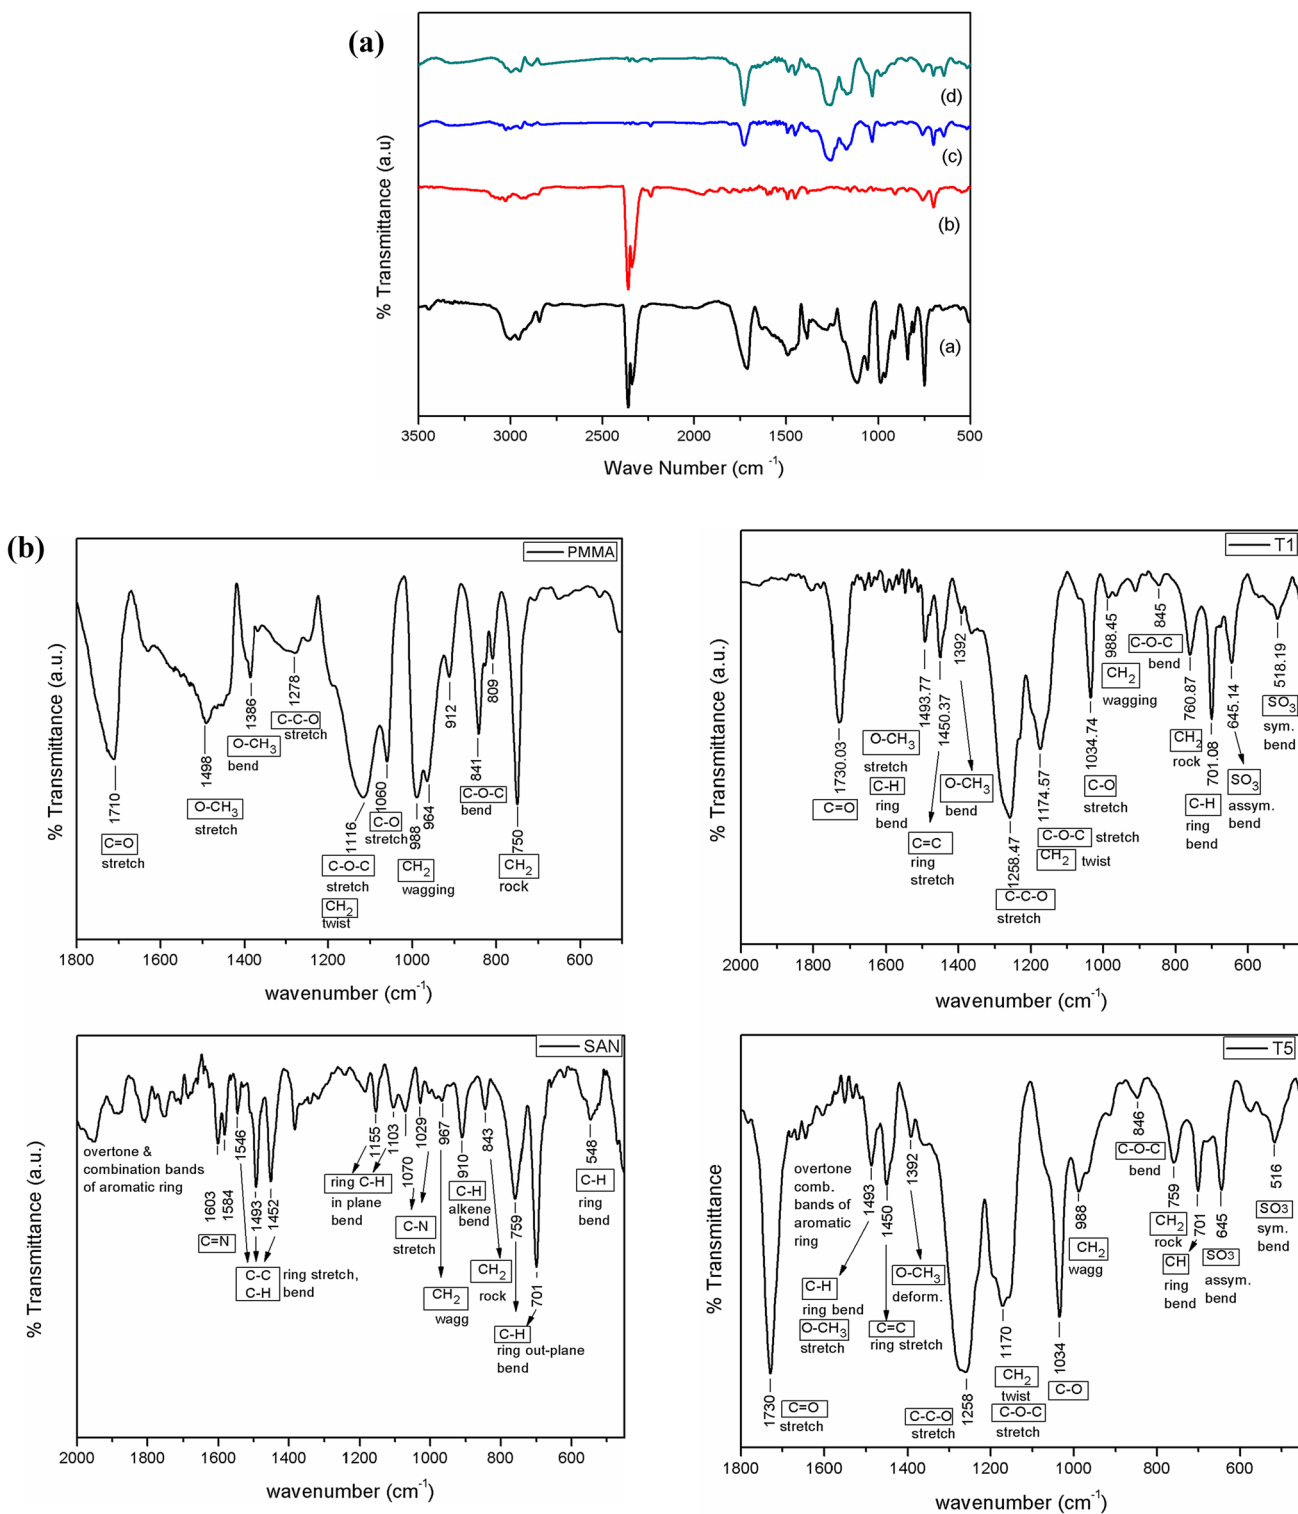 (a)
% Transmittance (a.u)
(d)
(c)
(b)
(a)
3500 3000 2500 2000 1500 1000 500
Wave Number (cm -1)
(b)
PMMA
% Transmittance (a.u.)
1710
C=O
stretch
1498
O-CH3
stretch
1386
O-CH3
bend
1278
C-C-O
stretch
1116
C-O-C
stretch
CH2
twist
1060
C-O
stretch
988
964
CH2
wagging
912
841
809
C-O-C
bend
750
CH2
rock
1800 1600 1400 1200 1000 800 600
wavenumber (cm-1)
T1
% Transmittance (a.u.)
1730.03
C=O
1493.77
O-CH3
stretch
C-H
ring
bend
1450.37
C=C
ring
stretch
1392
O-CH3
bend
1258.47
C-C-O
stretch
1174.57
C-O-C stretch
CH2 twist
1034.74
C-O
stretch
988.45
CH2
wagging
845
C-O-C
bend
760.87
CH2
rock
701.08
C-H
ring
bend
645.14
SO3
assym.
bend
518.19
SO3
sym.
bend
2000 1800 1600 1400 1200 1000 800 600
wavenumber (cm-1)
SAN
% Transmittance (a.u.)
overtone &
combination bands
of aromatic ring
1603
1584
C=N
1546
1493
1452
C-C
C-H
ring stretch,
bend
1155
1103
ring C-H
in plane
bend
1070
1029
C-N
stretch
967
CH2
wagg
910
C-H
alkene
bend
843
CH2
rock
759
701
C-H
ring out-plane
bend
548
C-H
ring
bend
2000 1800 1600 1400 1200 1000 800 600
wavenumber (cm-1)
T5
% Transmittance
1730
C=O
stretch
overtone
comb.
bands of
aromatic
ring
1493
C-H
ring bend
O-CH3
stretch
1450
C=C
ring stretch
1392
O-CH3
deform.
1258
C-C-O
stretch
1170
CH2
twist
C-O-C
stretch
1034
C-O
988
CH2
wagg
846
C-O-C
bend
759
CH2
rock
701
CH
ring
bend
645
SO3
assym.
bend
516
SO3
sym.
bend
1800 1600 1400 1200 1000 800 600
wavenumber (cm-1)